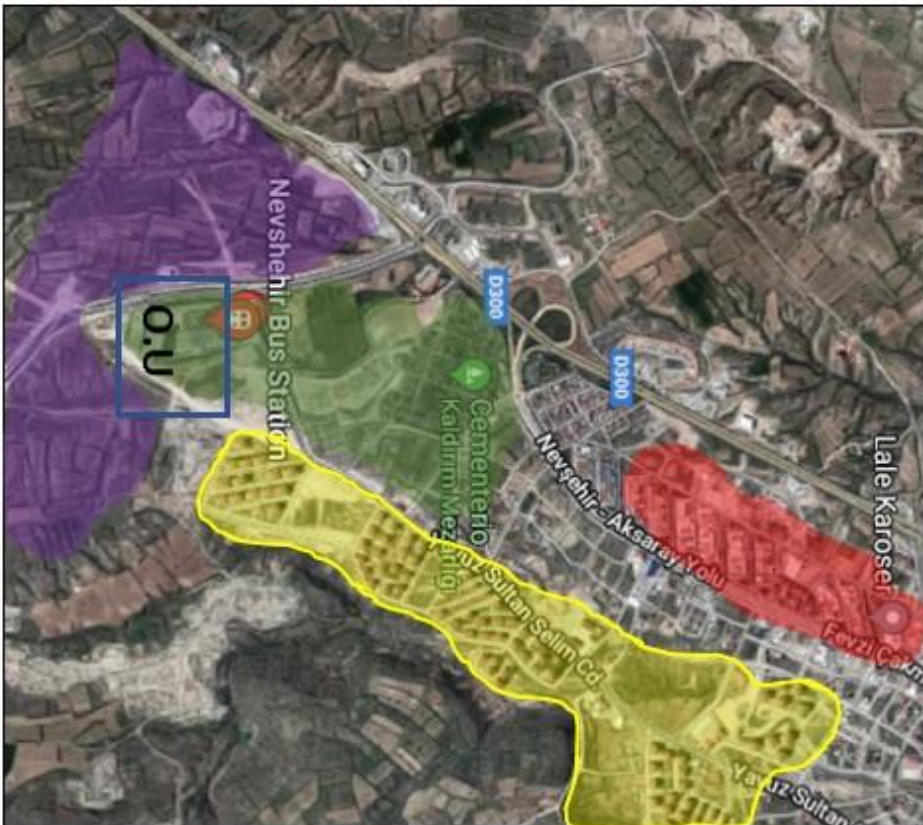 Nevshehir Bus Station
O.U
D300
D300
Cementerio
Kaldırım Mezarlığı
Nevşehir - Aksaray Yolu
Lale Karoser
Fevzi Çak
Yavuz Sultan Selim Cd
Yavuz Sultan